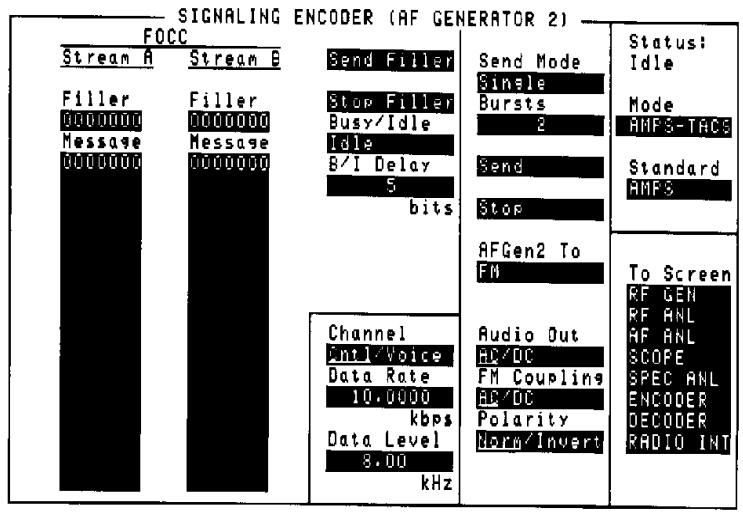 SIGNALING ENCODER (AF GENERATOR 2)
FOCC
Stream A
Stream B
Filler
0000000
Message
0000000
Filler
0000000
Message
0000000
Send Filler
Stop Filler
Busy/Idle
Idle
B/I Delay
5
bits
Channel
Cntl/Voice
Data Rate
10.0000
kbps
Data Level
8.00
kHz
Send Mode
Single
Bursts
2
Send
Stop
AFGen2 To
FM
Audio Out
AC/DC
FM Coupling
AC/DC
Polarity
Norm/Invert
Status:
Idle
Mode
AMPS-TACS
Standard
AMPS
To Screen
RF GEN
RF ANL
AF ANL
SCOPE
SPEC ANL
ENCODER
DECODER
RADIO INT